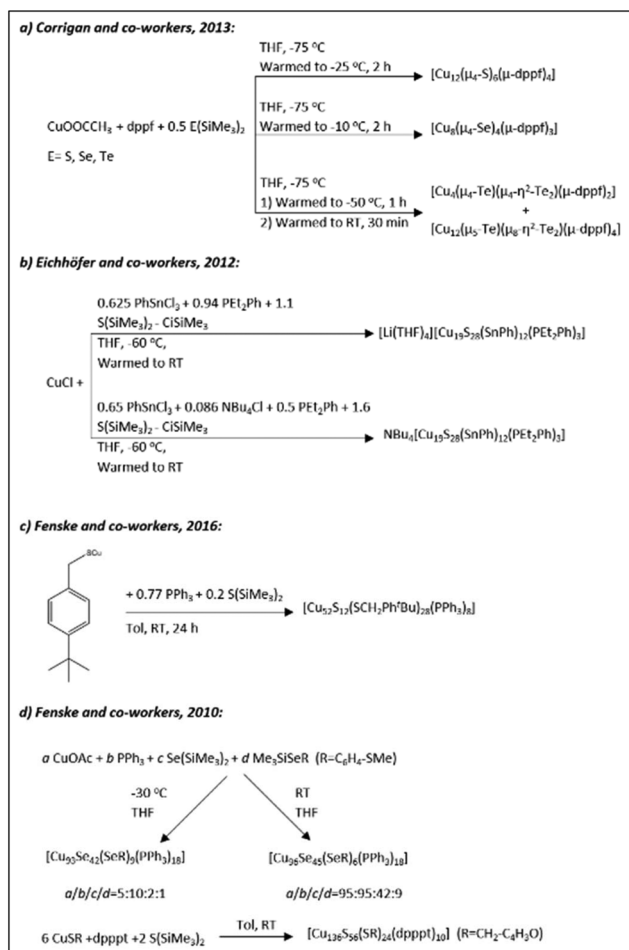 a) Corrigan and co-workers, 2013:
THF, -75 °C
Warmed to -25 °C, 2 h
[Cu₁₂(μ₄-S)₆(μ-dppf)₄]
CuOOCCH₃ + dppf + 0.5 E(SiMe₃)₂
E= S, Se, Te
THF, -75 °C
Warmed to -10 °C, 2 h
[Cu₈(μ₄-Se)₄(μ-dppf)₃]
THF, -75 °C
1) Warmed to -50 °C, 1 h
2) Warmed to RT, 30 min
[Cu₄(μ₄-Te)(μ₄-η²-Te₂)(μ-dppf)₂]
+
[Cu₁₂(μ₅-Te)(μ₈-η²-Te₂)(μ-dppf)₄]
b) Eichhöfer and co-workers, 2012:
CuCl +
0.625 PhSnCl₃ + 0.94 PEt₂Ph + 1.1
S(SiMe₃)₂ - CiSiMe₃
THF, -60 °C,
Warmed to RT
[Li(THF)₄][Cu₁₉S₂₈(SnPh)₁₂(PEt₂Ph)₃]
0.65 PhSnCl₃ + 0.086 NBu₄Cl + 0.5 PEt₂Ph + 1.6
S(SiMe₃)₂ - CiSiMe₃
THF, -60 °C,
Warmed to RT
NBu₄[Cu₁₉S₂₈(SnPh)₁₂(PEt₂Ph)₃]
c) Fenske and co-workers, 2016:
SCu
+ 0.77 PPh₃ + 0.2 S(SiMe₃)₂
Tol, RT, 24 h
[Cu₅₂S₁₂(SCH₂PhᵗBu)₂₈(PPh₃)₈]
d) Fenske and co-workers, 2010:
a CuOAc + b PPh₃ + c Se(SiMe₃)₂ + d Me₃SiSeR (R=C₆H₄-SMe)
-30 °C
THF
RT
THF
[Cu₉₃Se₄₂(SeR)₉(PPh₃)₁₈]
[Cu₉₆Se₄₅(SeR)₆(PPh₃)₁₈]
a/b/c/d=5:10:2:1
a/b/c/d=95:95:42:9
6 CuSR +dpppt +2 S(SiMe₃)₂
Tol, RT
[Cu₁₃₆S₅₆(SR)₂₄(dpppt)₁₀] (R=CH₂-C₄H₃O)